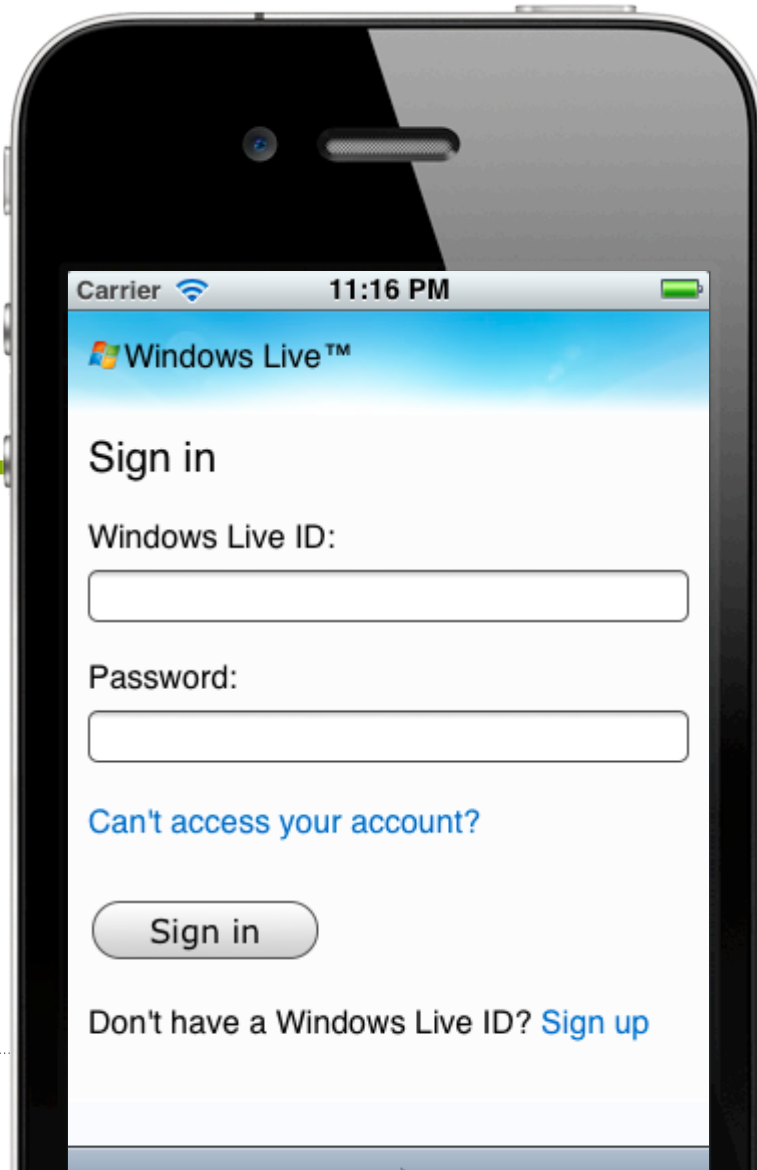 Carrier 11:16 PM
Windows Live™
Sign in
Windows Live ID:
Password:
Can't access your account?
Sign in
Don't have a Windows Live ID? Sign up